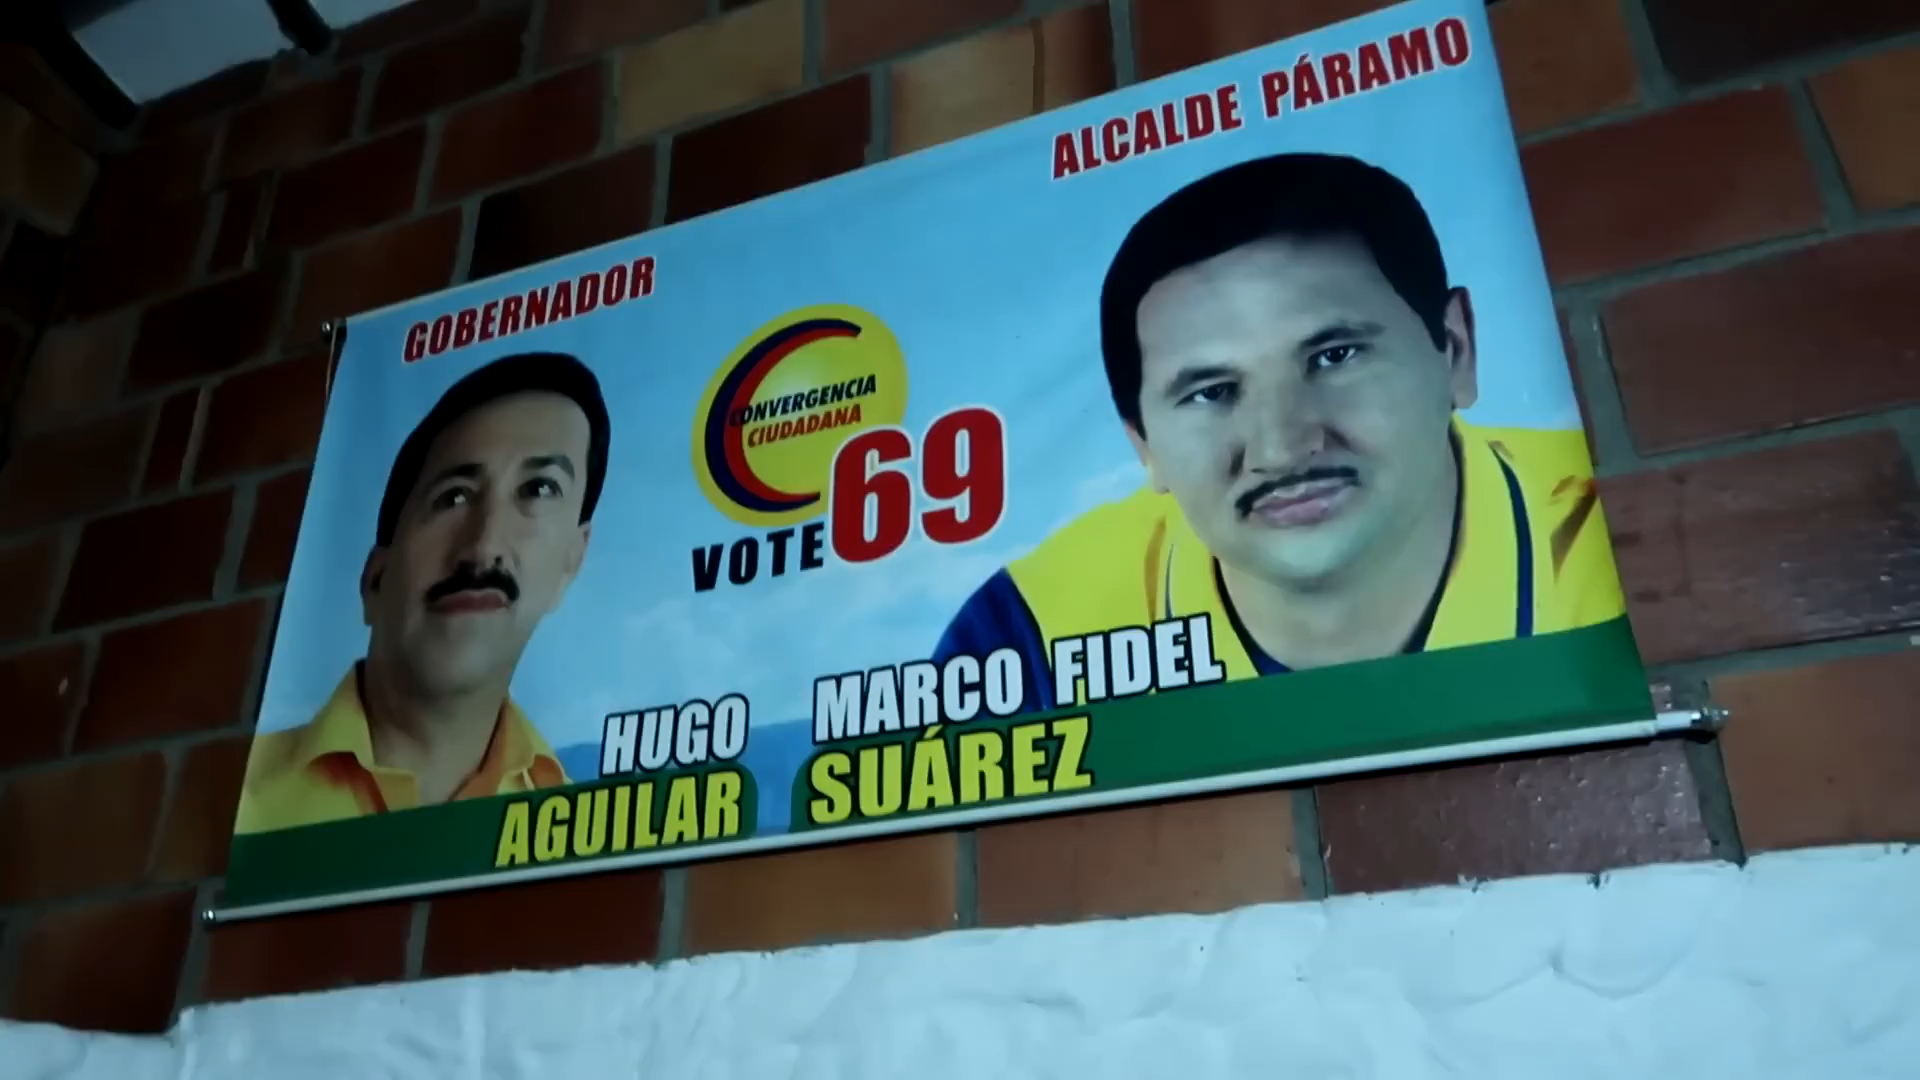 GOBERNADOR
ALCALDE PÁRAMO
CONVERGENCIA
CIUDADANA
VOTE 69
HUGO
AGUILAR
MARCO FIDEL
SUÁREZ